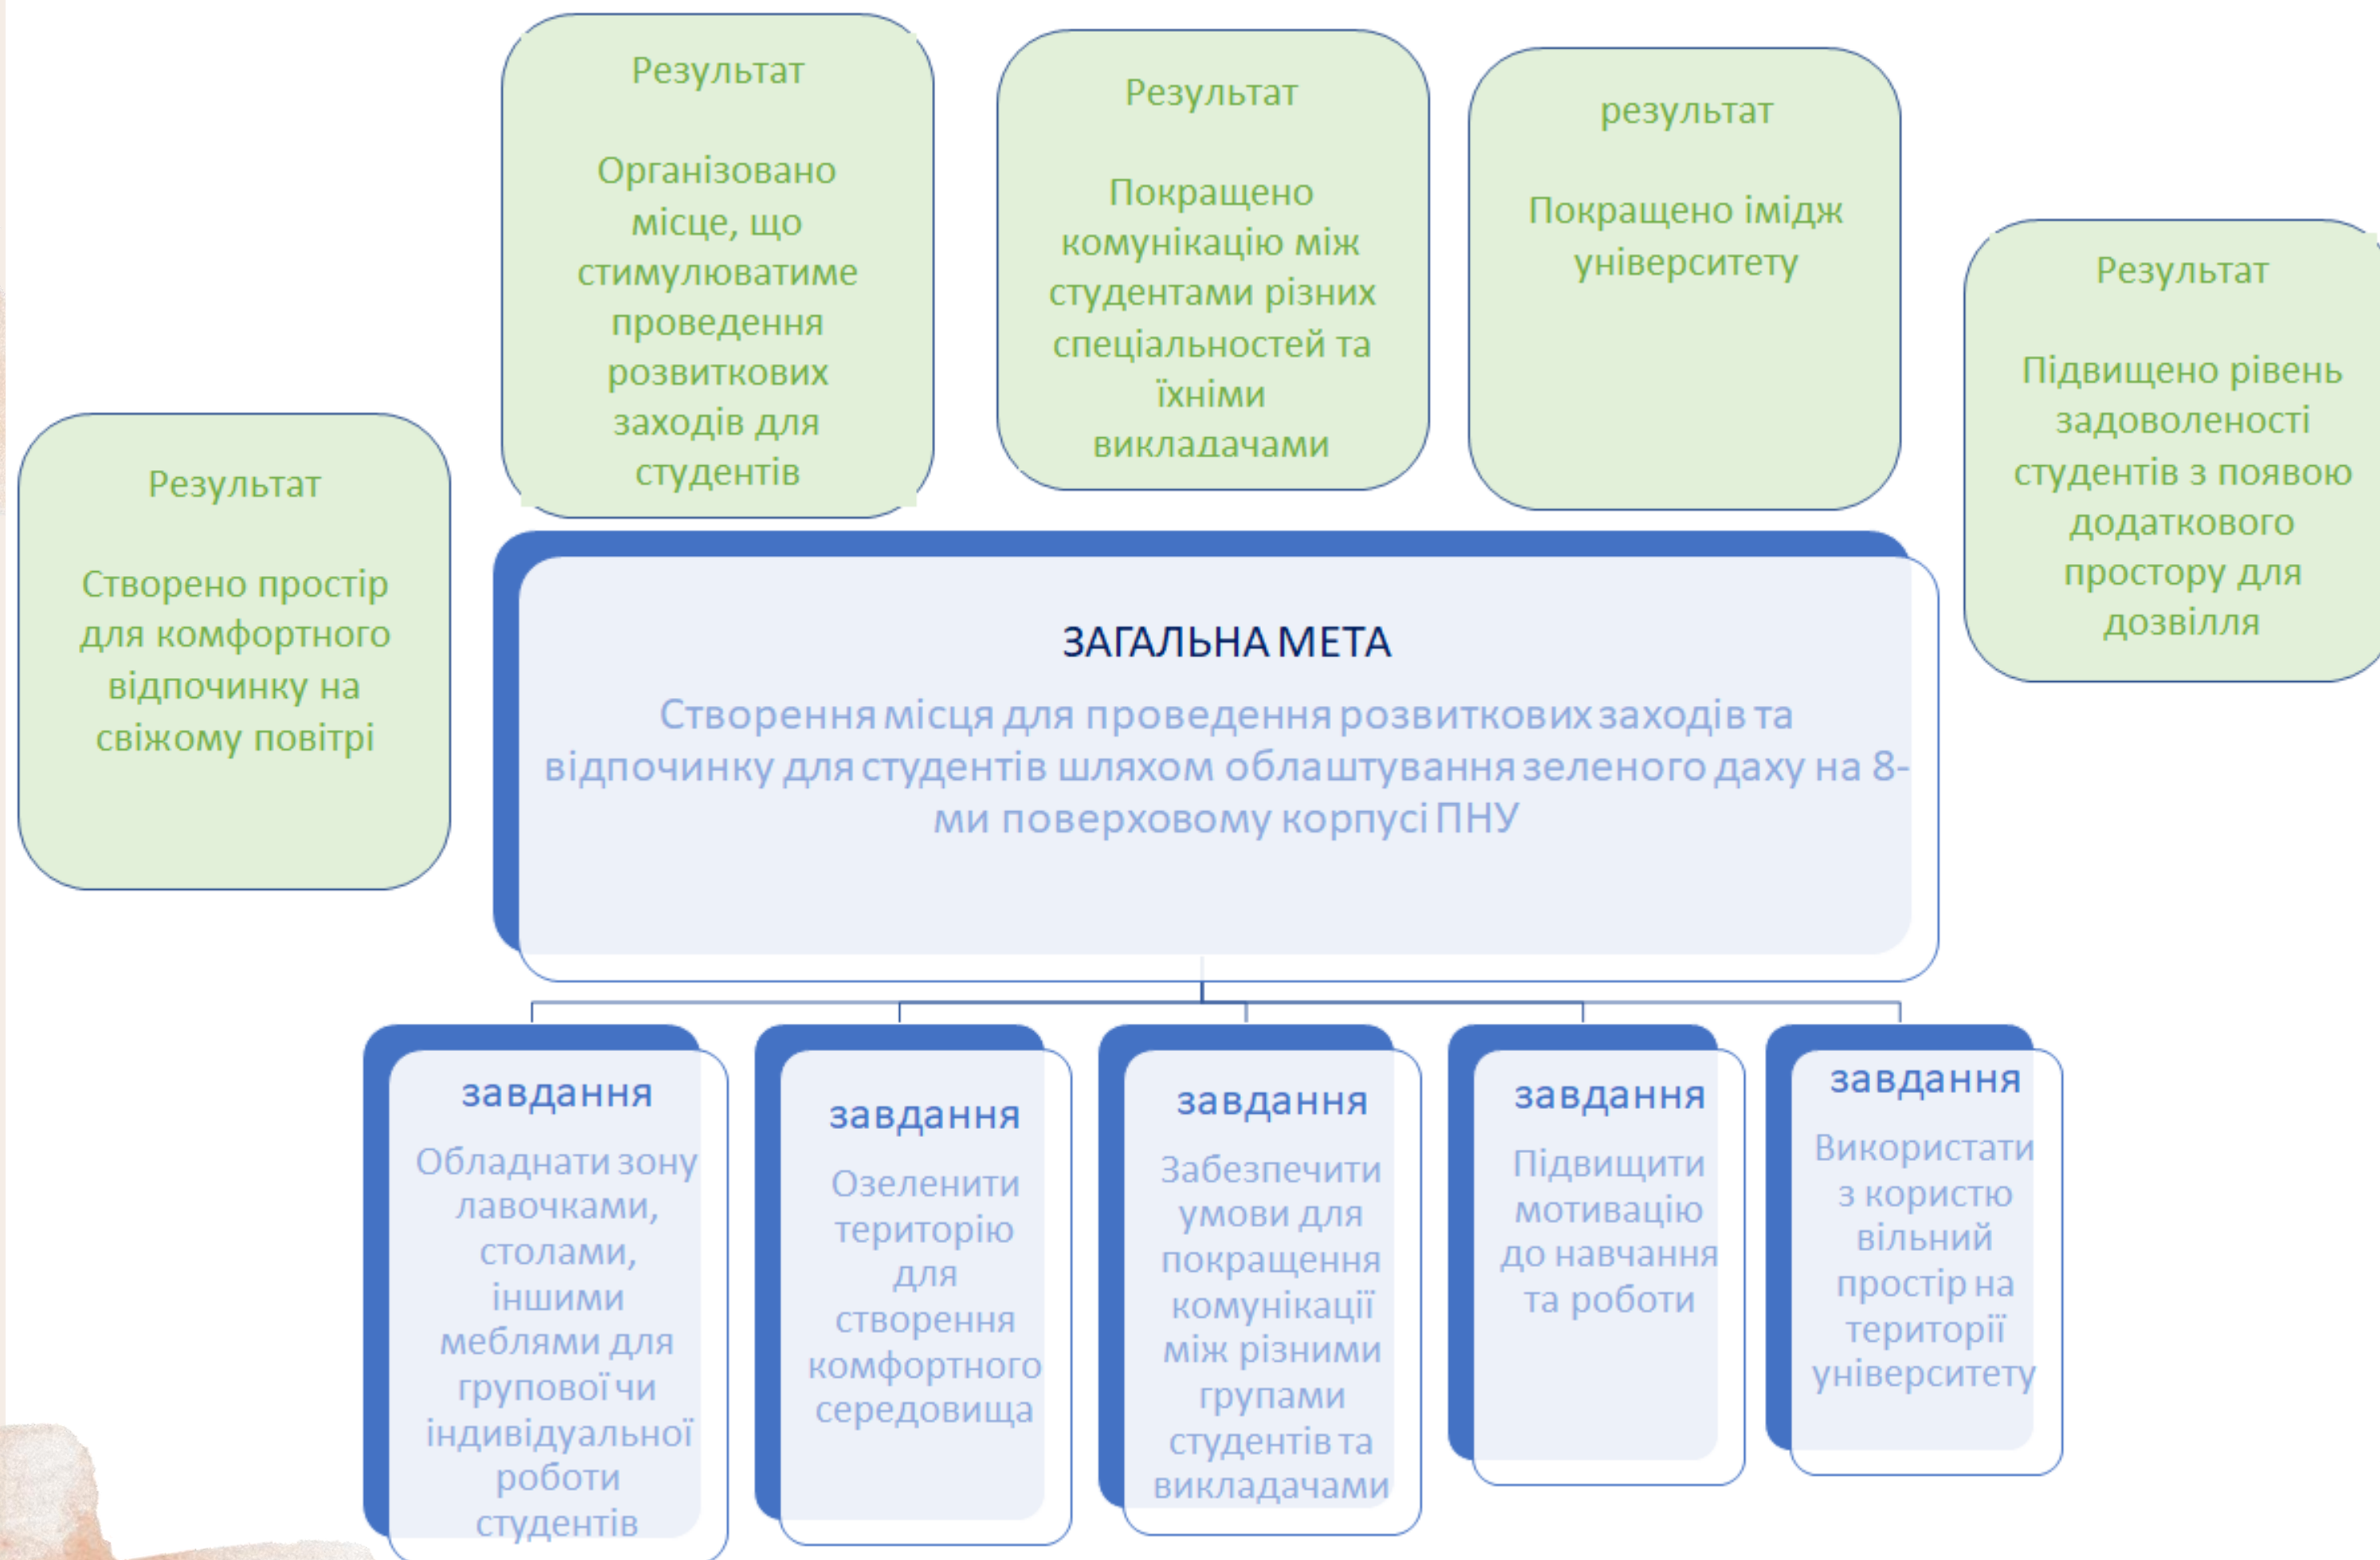 Результат
Організовано
місце, що
стимулюватиме
проведення
розвиткових
заходів для
студентів
Результат
Покращено
комунікацію між
студентами різних
спеціальностей та
їхніми
викладачами
результат
Покращено імідж
університету
Результат
Підвищено рівень
задоволеності
студентів з появою
додаткового
простору для
дозвілля
Результат
Створено простір
для комфортного
відпочинку на
свіжому повітрі
ЗАГАЛЬНА МЕТА
Створення місця для проведення розвиткових заходів та
відпочинку для студентів шляхом облаштування зеленого даху на 8-
ми поверховому корпусі ПНУ
завдання
Обладнати зону
лавочками,
столами,
іншими
меблями для
групової чи
індивідуальної
роботи
студентів
завдання
Озеленити
територію
для
створення
комфортного
середовища
завдання
Забезпечити
умови для
покращення
комунікації
між різними
групами
студентів та
викладачами
завдання
Підвищити
мотивацію
до навчання
та роботи
завдання
Використати
з користю
вільний
простір на
території
університету